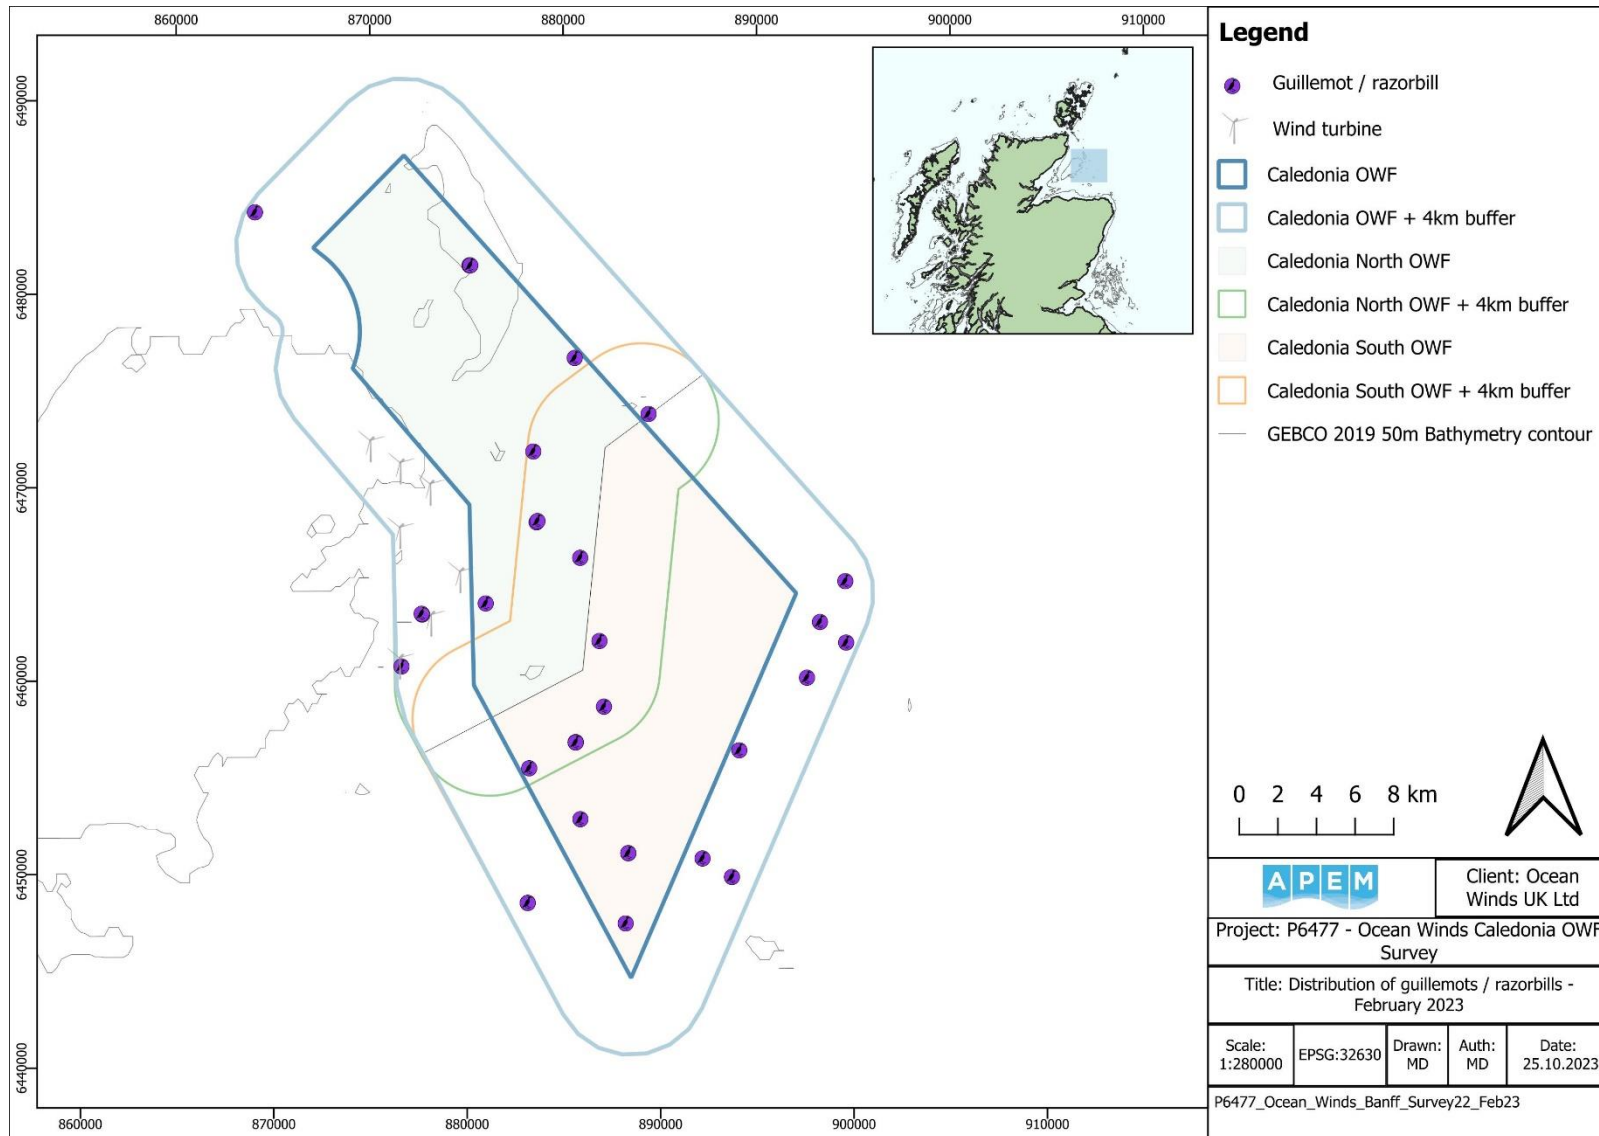 860000
870000
880000
890000
900000
910000
6490000
6480000
6470000
6460000
6450000
6440000
860000
870000
880000
890000
900000
910000
Legend
Guillemot / razorbill
Wind turbine
Caledonia OWF
Caledonia OWF + 4km buffer
Caledonia North OWF
Caledonia North OWF + 4km buffer
Caledonia South OWF
Caledonia South OWF + 4km buffer
GEBCO 2019 50m Bathymetry contour
0 2 4 6 8 km
APEM
Client: Ocean
Winds UK Ltd
Project: P6477 - Ocean Winds Caledonia OWF
Survey
Title: Distribution of guillemots / razorbills -
February 2023
Scale:
1:280000
EPSG:32630
Drawn:
MD
Auth:
MD
Date:
25.10.2023
P6477_Ocean_Winds_Banff_Survey22_Feb23